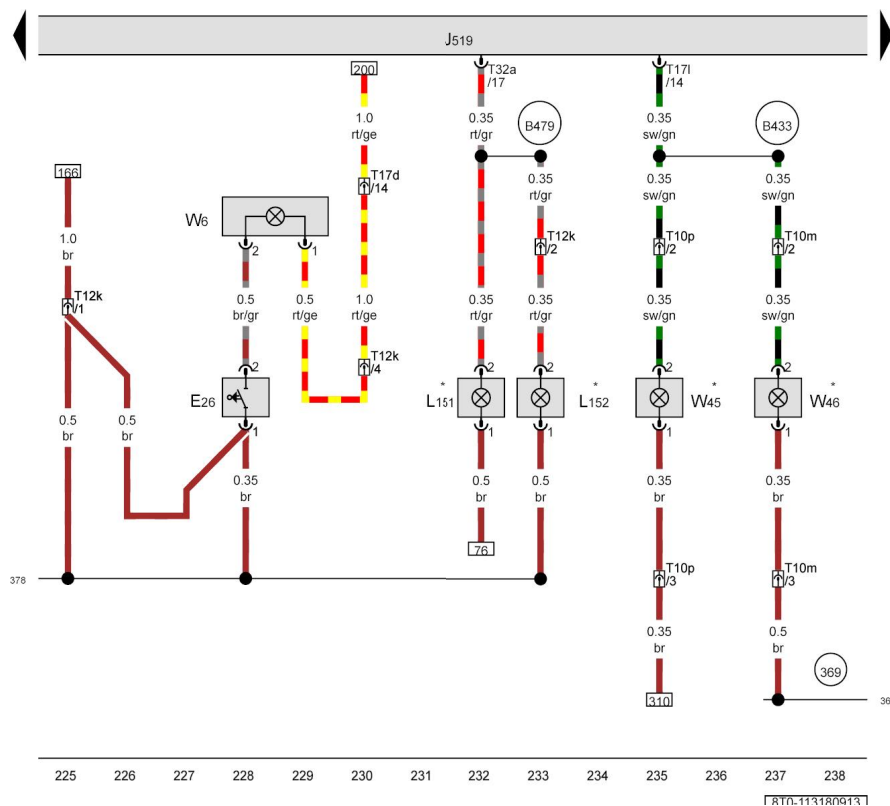 J519
200
T32a
/17
T17l
/14
1.0
rt/ge
0.35
rt/gr
B479
0.35
sw/gn
B433
166
T17d
/14
0.35
rt/gr
0.35
sw/gn
0.35
sw/gn
W6
1.0
br
2
1
T12k
/2
T10p
/2
T10m
/2
T12k
/1
0.5
br/gr
0.5
rt/ge
1.0
rt/ge
0.35
rt/gr
0.35
rt/gr
0.35
sw/gn
0.35
sw/gn
T12k
/4
2
2
2
2
2
E26
*
L151
*
L152
*
W45
*
W46
0.5
br
0.5
br
1
1
1
1
1
0.35
br
0.5
br
0.5
br
0.35
br
0.35
br
76
378
T10p
/3
T10m
/3
0.35
br
0.5
br
369
310
36
225 226 227 228 229 230 231 232 233 234 235 236 237 238
8T0-113180913